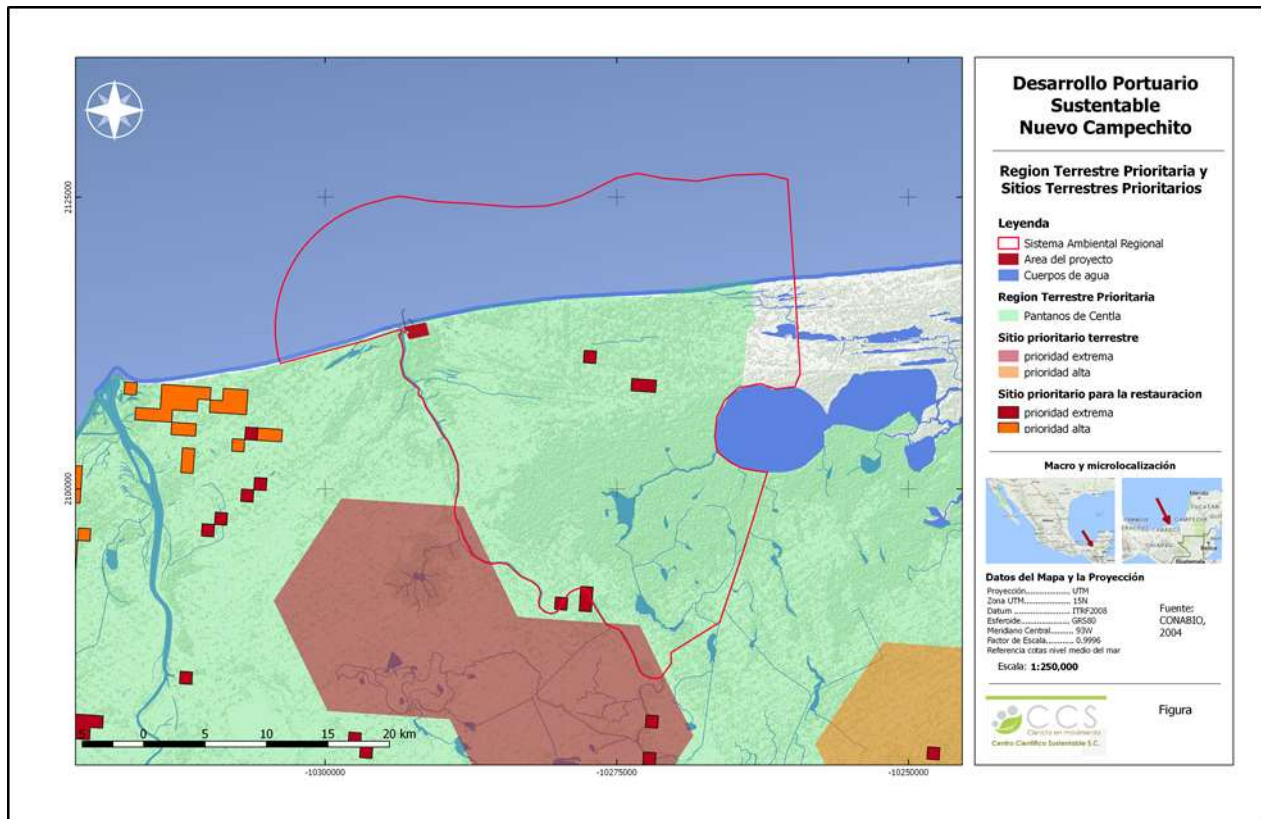 2125000
2100000
5 0 5 10 15 20 km
-10300000
-10275000
-10250000
Desarrollo Portuario
Sustentable
Nuevo Campechito
Region Terrestre Prioritaria y
Sitios Terrestres Prioritarios
Leyenda
Sistema Ambiental Regional
Area del proyecto
Cuerpos de agua
Region Terrestre Prioritaria
Pantanos de Centla
Sitio prioritario terrestre
prioridad extrema
prioridad alta
Sitio prioritario para la restauracion
prioridad extrema
prioridad alta
Macro y microlocalización
Datos del Mapa y la Proyección
Proyección..................... UTM
Zona UTM..................... 15N
Datum ..................... ITRF2008
Esferoide..................... GRS80
Meridiano Central.......... 93W
Factor de Escala............ 0.9996
Referencia cotas nivel medio del mar
Fuente:
CONABIO,
2004
Escala: 1:250,000
CCS
Ciencia en movimiento
Centro Científico Sustentable S.C.
Figura